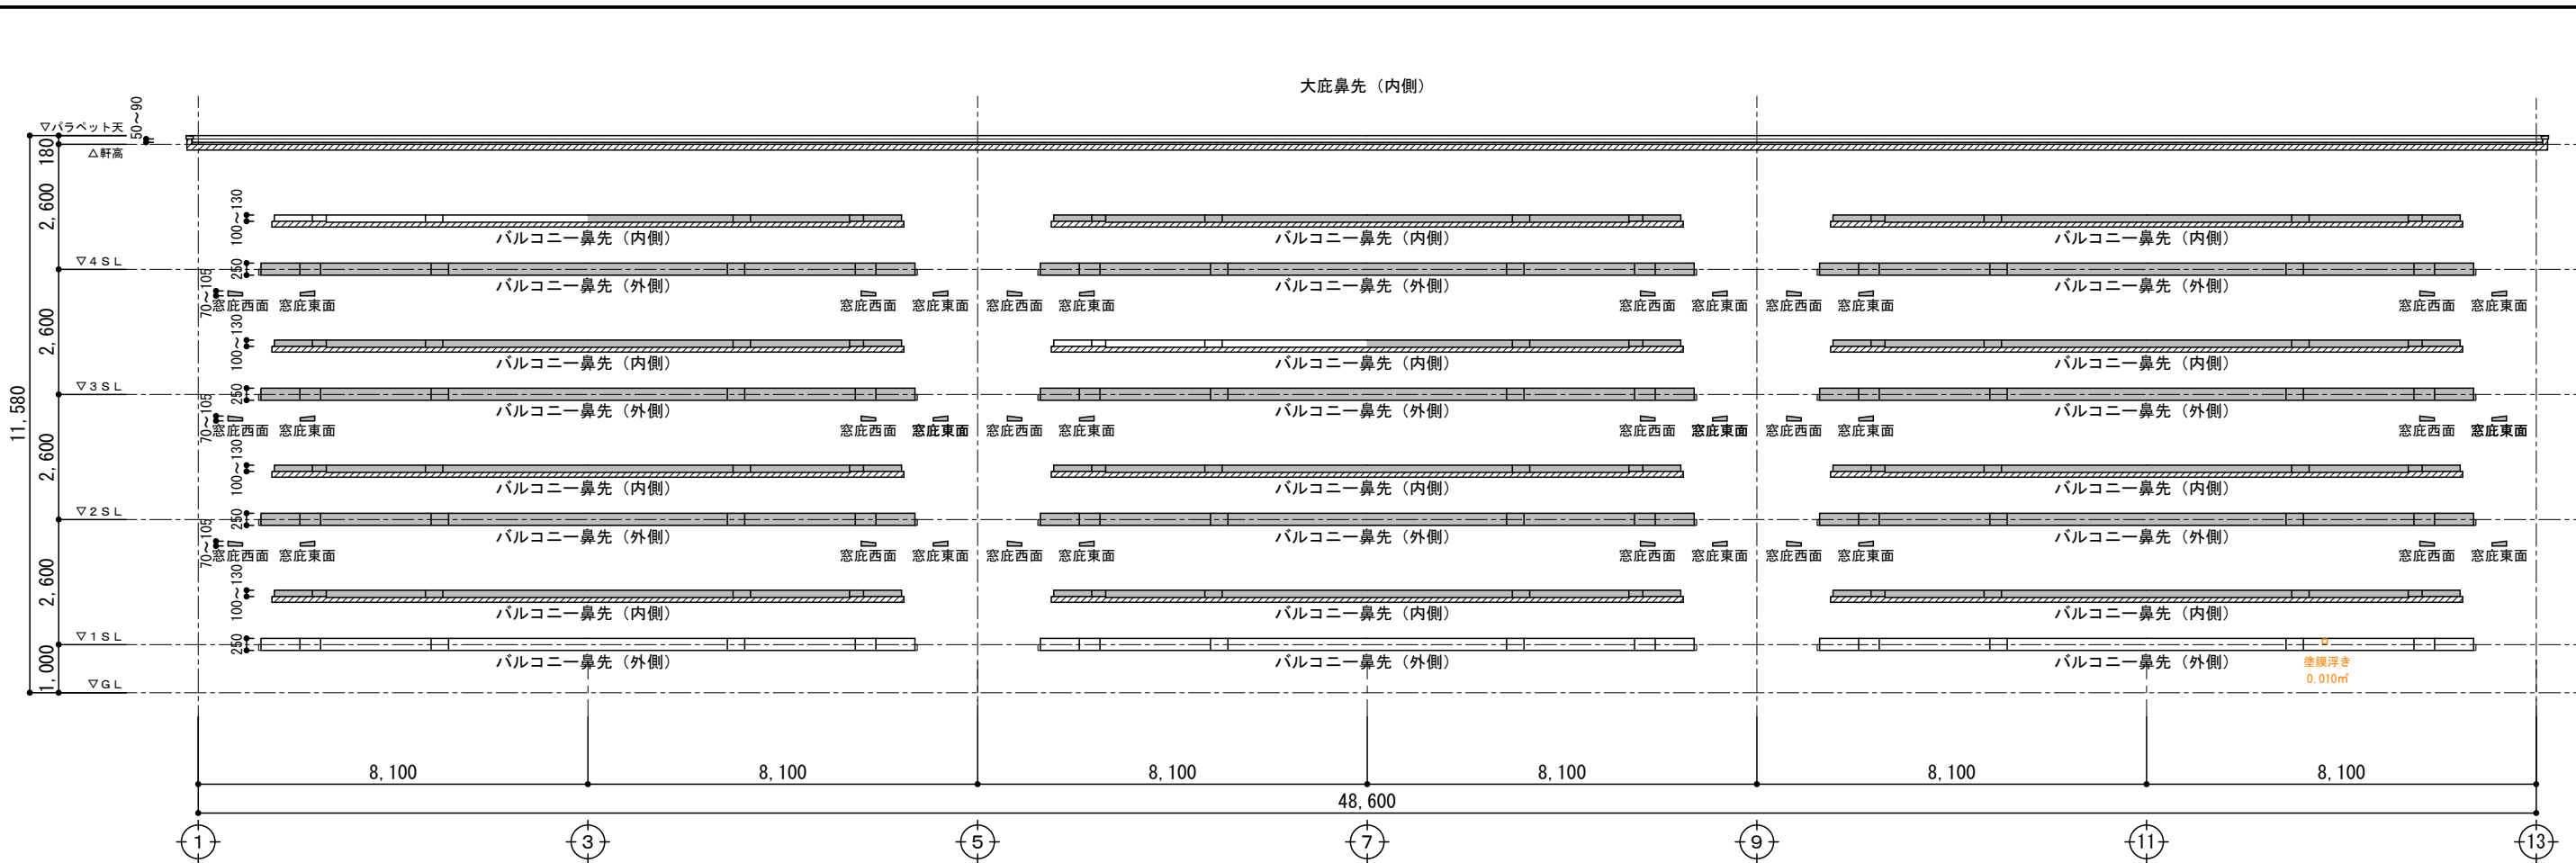 大庇鼻先（内側）
50～90
▽パラペット天
180
△軒高
2,600
100～130
バルコニー鼻先（内側） バルコニー鼻先（内側） バルコニー鼻先（内側）
▽4SL
250
バルコニー鼻先（外側） バルコニー鼻先（外側） バルコニー鼻先（外側）
70～105
窓庇西面 窓庇東面 窓庇西面 窓庇東面 窓庇西面 窓庇東面 窓庇西面 窓庇東面 窓庇西面 窓庇東面 窓庇西面 窓庇東面
2,600
100～130
バルコニー鼻先（内側） バルコニー鼻先（内側） バルコニー鼻先（内側）
▽3SL
250
11,580
バルコニー鼻先（外側） バルコニー鼻先（外側） バルコニー鼻先（外側）
70～105
窓庇西面 窓庇東面 窓庇西面 窓庇東面 窓庇西面 窓庇東面 窓庇西面 窓庇東面 窓庇西面 窓庇東面 窓庇西面 窓庇東面
2,600
100～130
バルコニー鼻先（内側） バルコニー鼻先（内側） バルコニー鼻先（内側）
▽2SL
250
バルコニー鼻先（外側） バルコニー鼻先（外側） バルコニー鼻先（外側）
70～105
窓庇西面 窓庇東面 窓庇西面 窓庇東面 窓庇西面 窓庇東面 窓庇西面 窓庇東面 窓庇西面 窓庇東面 窓庇西面 窓庇東面
2,600
100～130
バルコニー鼻先（内側） バルコニー鼻先（内側） バルコニー鼻先（内側）
▽1SL
250
バルコニー鼻先（外側） バルコニー鼻先（外側） バルコニー鼻先（外側）
塗膜浮き
0.010㎡
1,000
▽GL
8,100 8,100 8,100 8,100 8,100 8,100
48,600
1 3 5 7 9 11 13